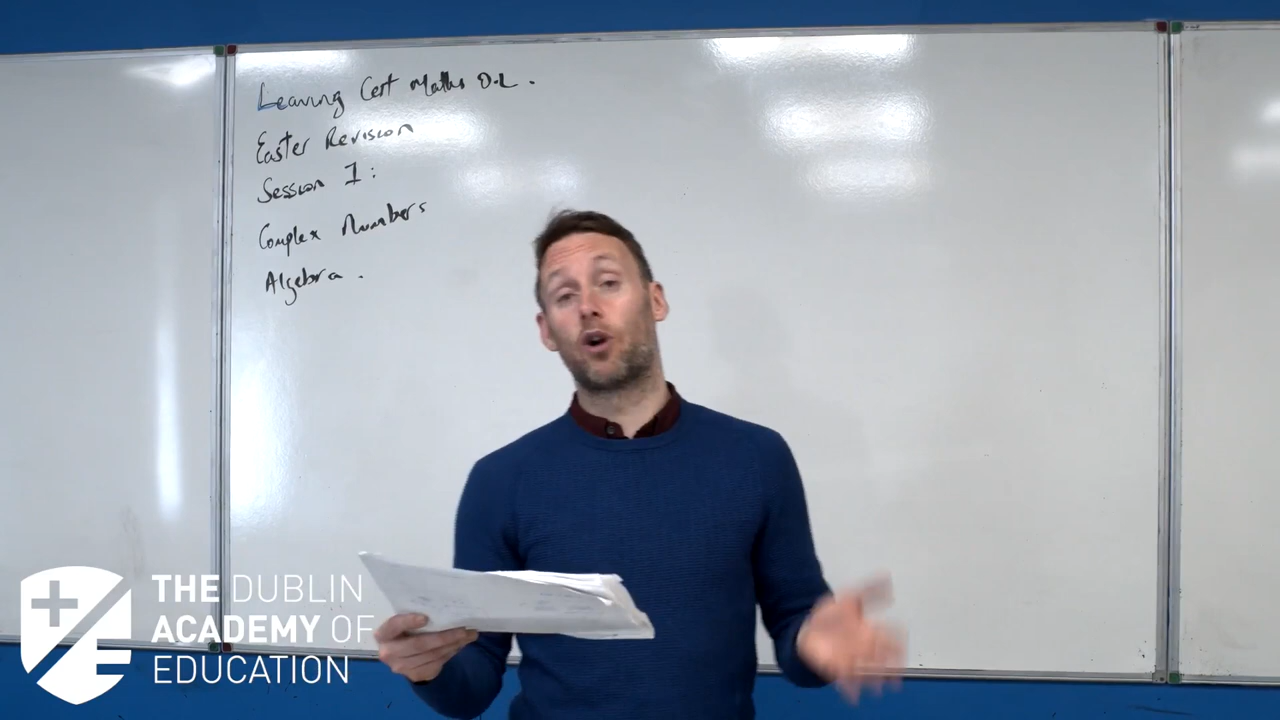 Leaving Cert Maths O.L.
Easter Revision
Session 1:
Complex Numbers
Algebra.
THE DUBLIN
ACADEMY OF
EDUCATION